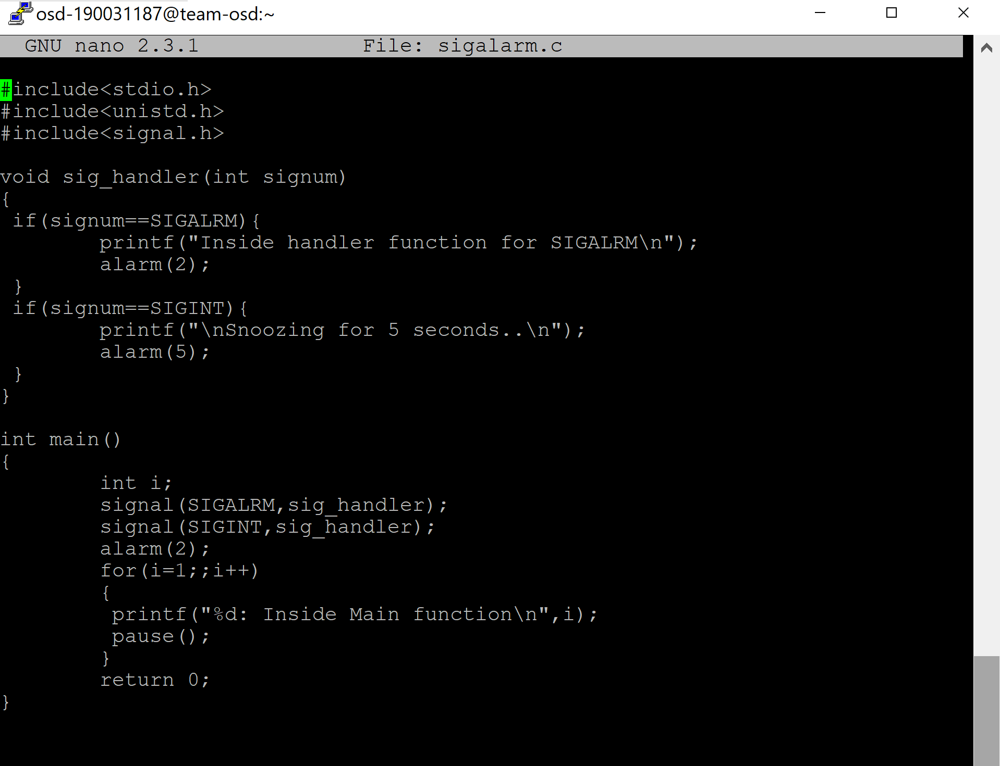 osd-190031187@team-osd:~
GNU nano 2.3.1 File: sigalarm.c
#include<stdio.h>
#include<unistd.h>
#include<signal.h>
void sig_handler(int signum)
{
 if(signum==SIGALRM){
        printf("Inside handler function for SIGALRM\n");
        alarm(2);
 }
 if(signum==SIGINT){
        printf("\nSnoozing for 5 seconds..\n");
        alarm(5);
 }
}
int main()
{
        int i;
        signal(SIGALRM,sig_handler);
        signal(SIGINT,sig_handler);
        alarm(2);
        for(i=1;;i++)
        {
         printf("%d: Inside Main function\n",i);
         pause();
        }
        return 0;
}